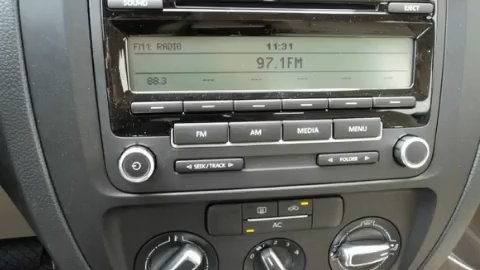 SOUND
EJECT
FM1 RADIO 11:31
97.1FM
88.3 --- --- --- --- ---
FM AM MEDIA MENU
SEEK/TRACK FOLDER
AC